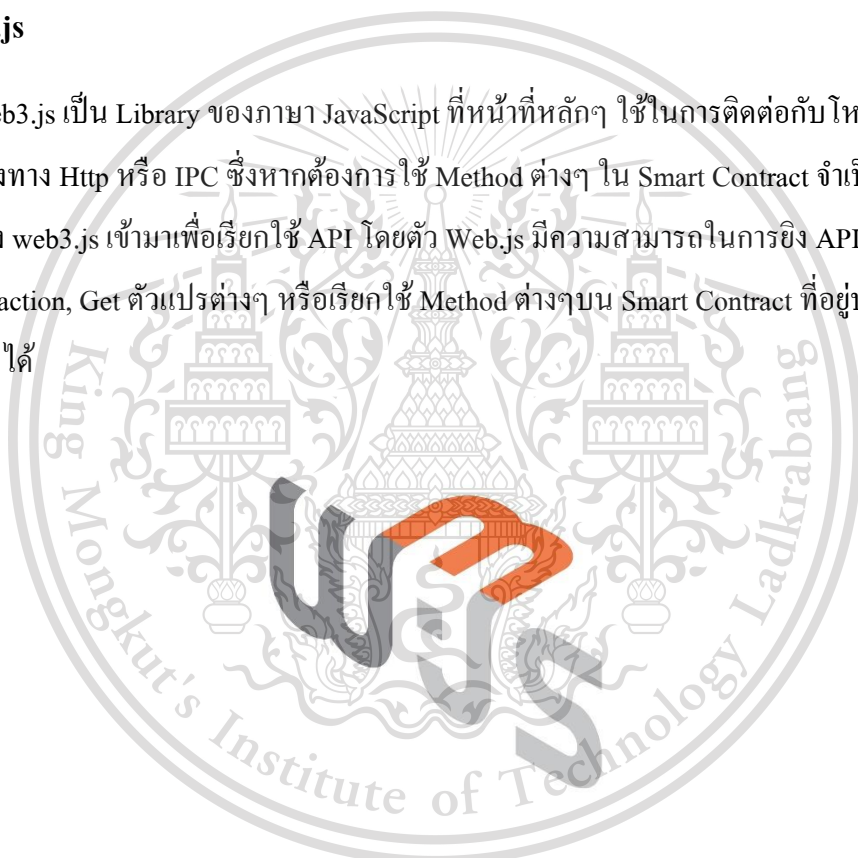 .js
b3.js เป็น Library ของภาษา JavaScript ที่หน้าที่หลักๆ ใช้ในการติดต่อกับโห
งทาง Http หรือ IPC ซึ่งหากต้องการใช้ Method ต่างๆ ใน Smart Contract จำเป็
web3.js เข้ามาเพื่อเรียกใช้ API โดยตัว Web.js มีความสามารถในการยิง API
action, Get ตัวแปรต่างๆ หรือเรียกใช้ Method ต่างๆบน Smart Contract ที่อยู่บ
ได้
King Mongkut's Institute of Technology Ladkrabang